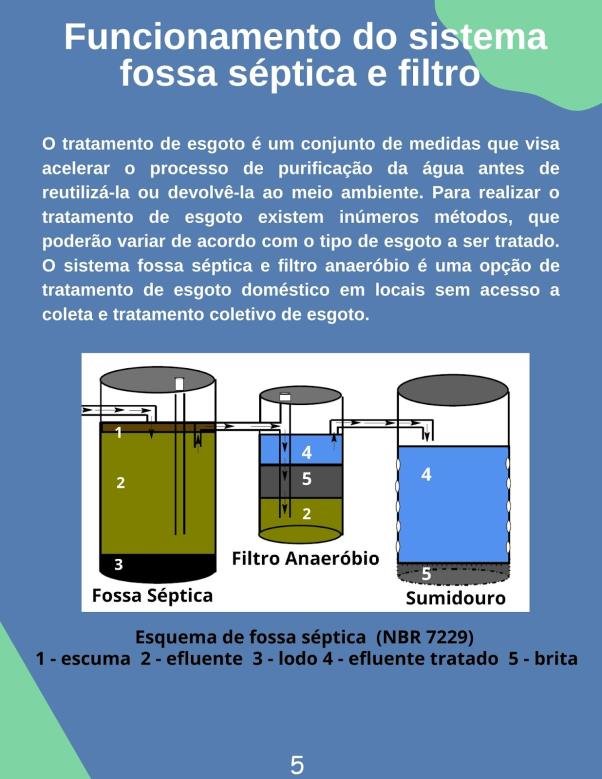 Funcionamento do sistema
fossa séptica e filtro
O tratamento de esgoto é um conjunto de medidas que visa
acelerar o processo de purificação da água antes de
reutilizá-la ou devolvê-la ao meio ambiente. Para realizar o
tratamento de esgoto existem inúmeros métodos, que
poderão variar de acordo com o tipo de esgoto a ser tratado.
O sistema fossa séptica e filtro anaeróbio é uma opção de
tratamento de esgoto doméstico em locais sem acesso a
coleta e tratamento coletivo de esgoto.
1
2
3
Fossa Séptica
4
5
2
Filtro Anaeróbio
4
5
Sumidouro
Esquema de fossa séptica (NBR 7229)
1 - escuma 2 - efluente 3 - lodo 4 - efluente tratado 5 - brita
5